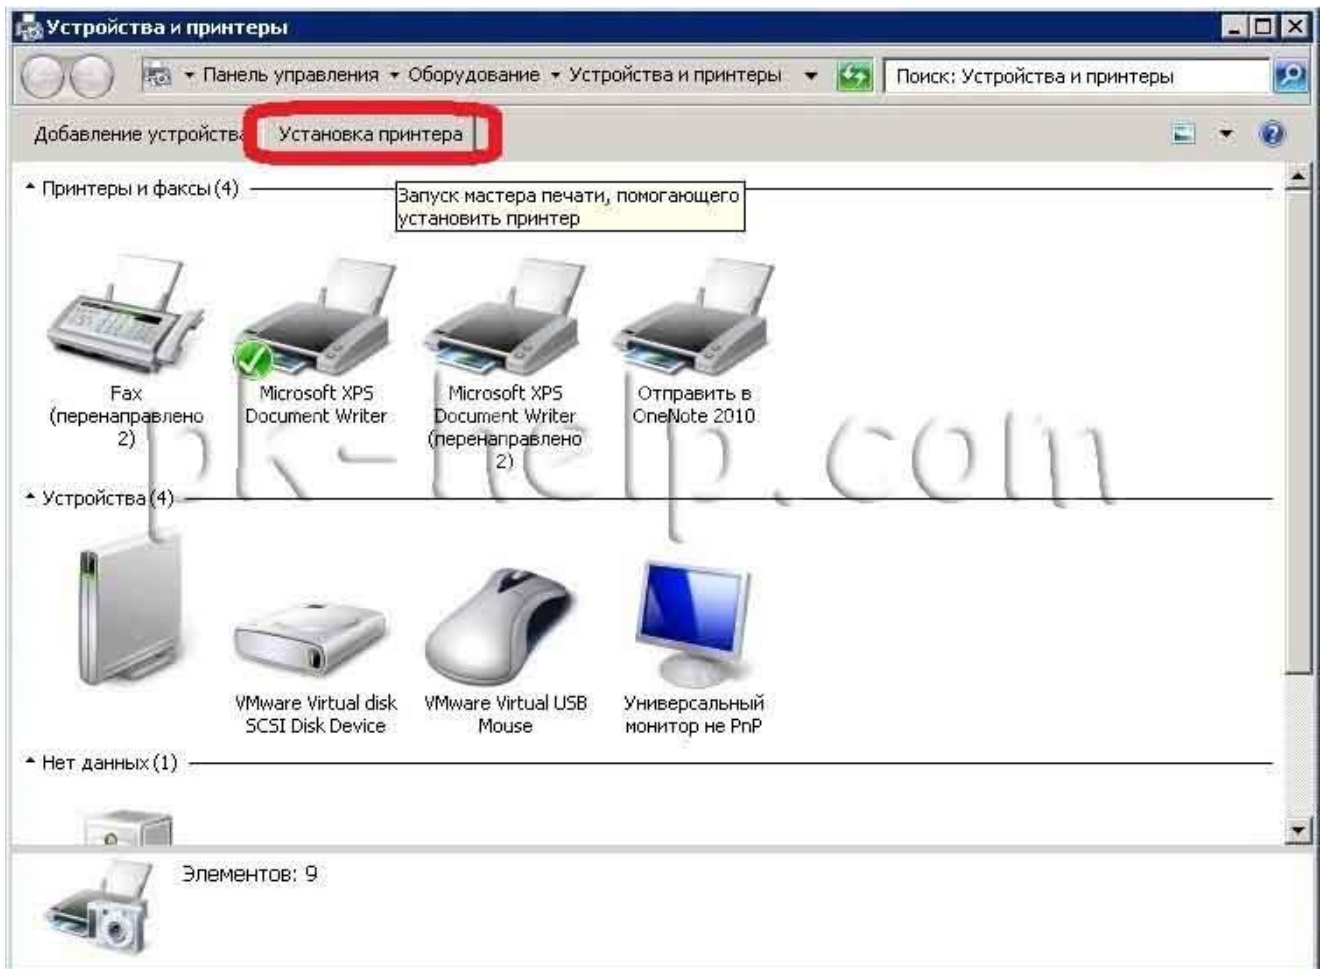 Устройства и принтеры
Панель управления Оборудование Устройства и принтеры
Поиск: Устройства и принтеры
Добавление устройства Установка принтера
Принтеры и факсы (4)
Запуск мастера печати, помогающего
установить принтер
Fax
(перенаправлено
2)
Microsoft XPS
Document Writer
Microsoft XPS
Document Writer
(перенаправлено
2)
Отправить в
OneNote 2010
pk-help.com
Устройства (4)
VMware Virtual disk
SCSI Disk Device
VMware Virtual USB
Mouse
Универсальный
монитор не PnP
Нет данных (1)
Элементов: 9